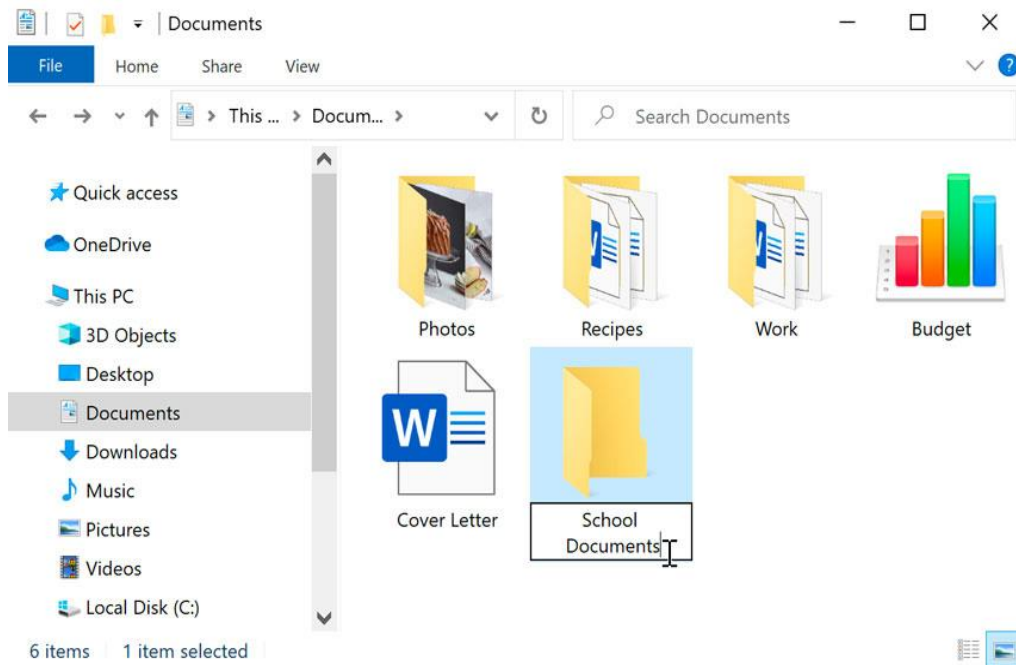 Documents
File Home Share View
?
This ... Docum...
Search Documents
Quick access
OneDrive
This PC
3D Objects
Desktop
Documents
Downloads
Music
Pictures
Videos
Local Disk (C:)
Photos Recipes Work Budget
W
Cover Letter
School
Documents
6 items 1 item selected